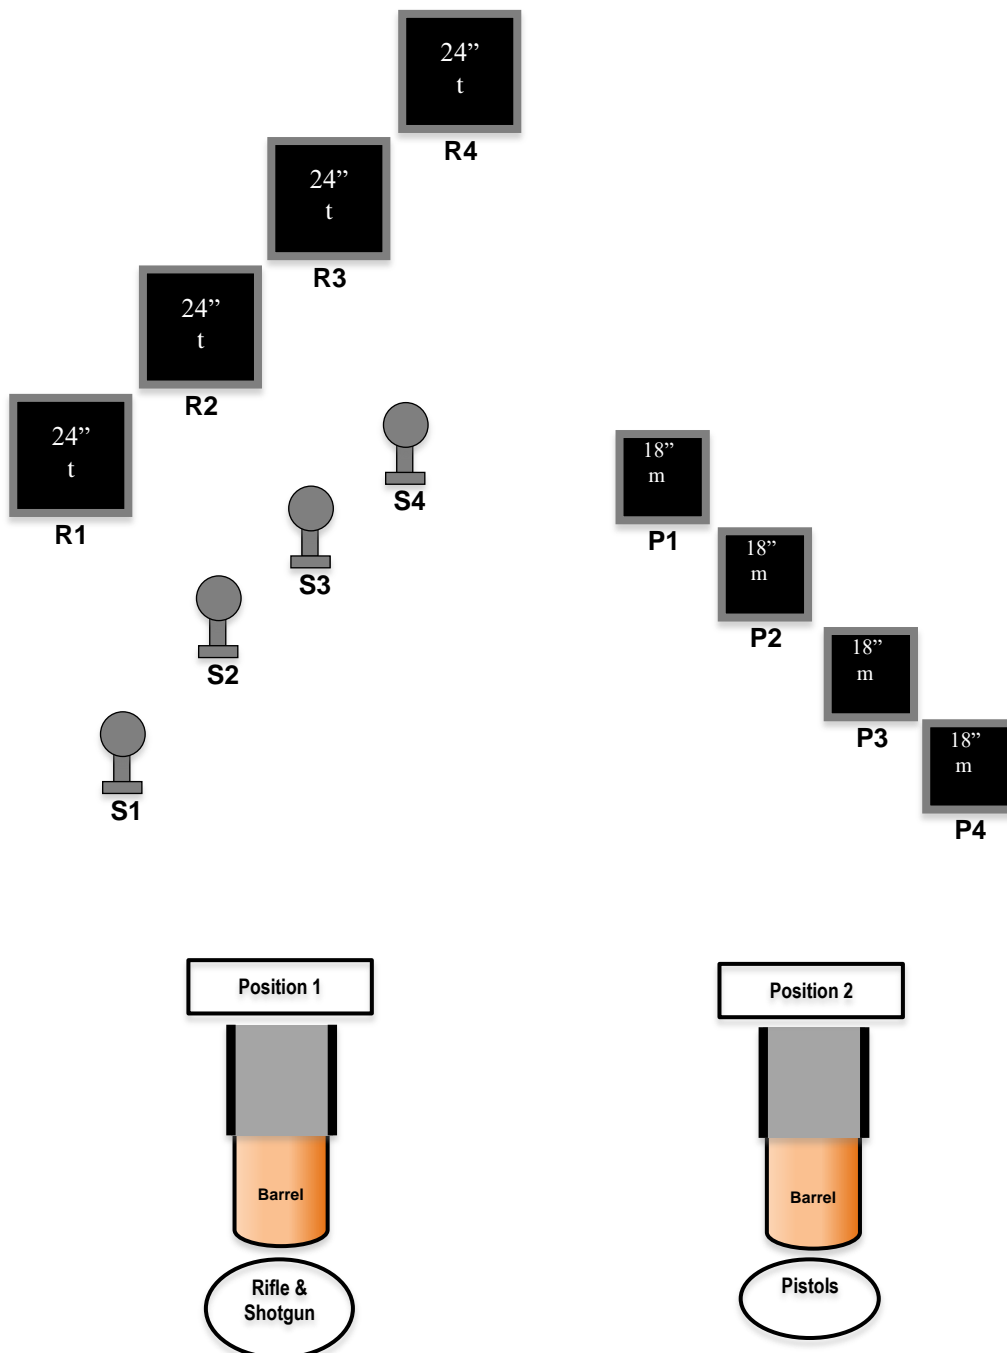 24”
t
R4
24”
t
R3
24”
t
R2
24”
t
R1
S4
S3
S2
S1
18”
m
P1
18”
m
P2
18”
m
P3
18”
m
P4
Position 1
Barrel
Rifle &
Shotgun
Position 2
Barrel
Pistols